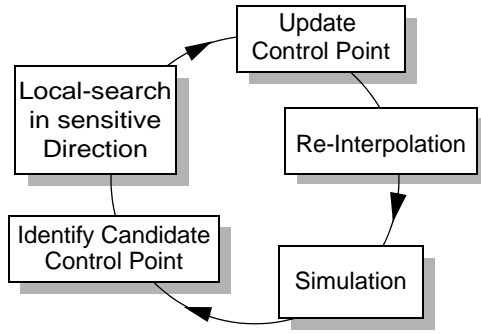 Update
Control Point
Local-search
in sensitive
Direction
Re-Interpolation
Identify Candidate
Control Point
Simulation